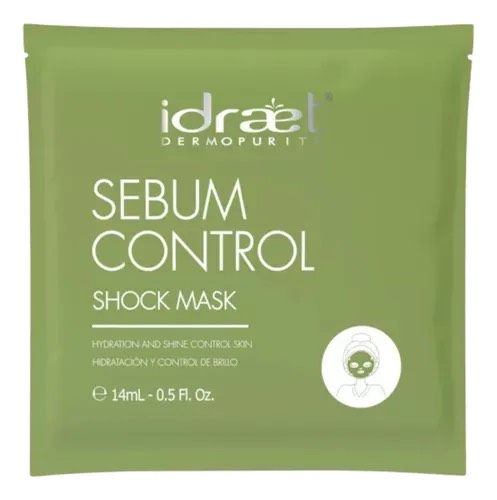 idraet
DERMOPURITY
SEBUM
CONTROL
SHOCK MASK
HYDRATION AND SHINE CONTROL SKIN
HIDRATACIÓN Y CONTROL DE BRILLO
℮ 14mL - 0.5 Fl. Oz.